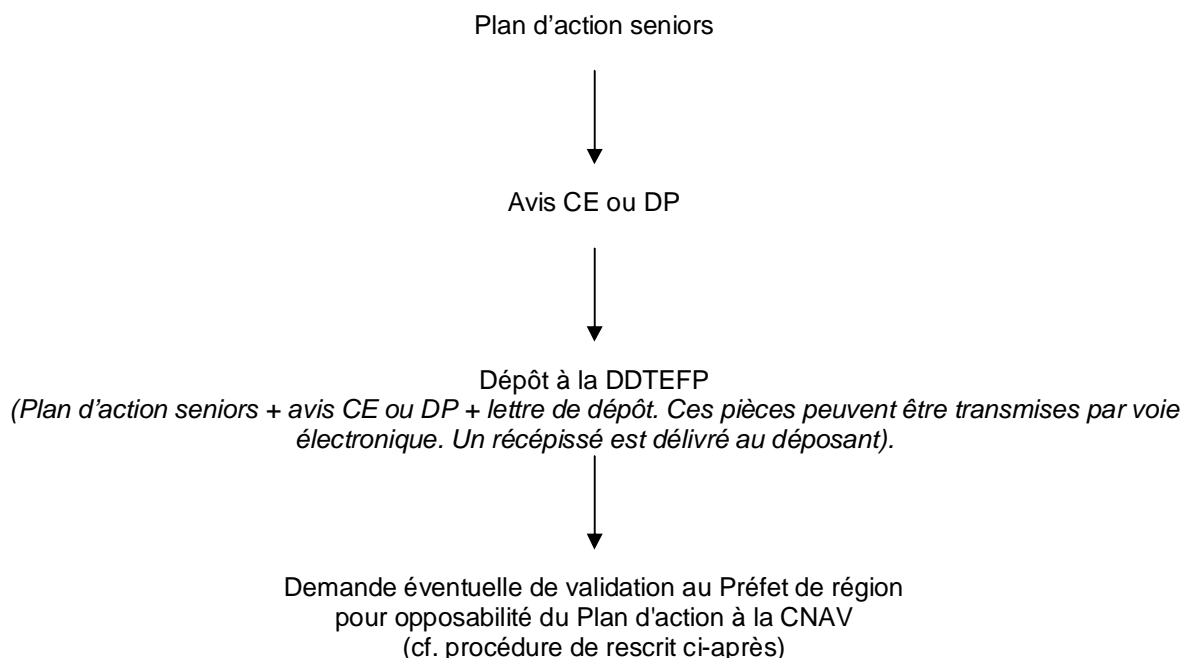 Plan d’action seniors
Avis CE ou DP
Dépôt à la DDTEFP
(Plan d’action seniors + avis CE ou DP + lettre de dépôt. Ces pièces peuvent être transmises par voie
électronique. Un récépissé est délivré au déposant).
Demande éventuelle de validation au Préfet de région
pour opposabilité du Plan d'action à la CNAV
(cf. procédure de rescrit ci-après)